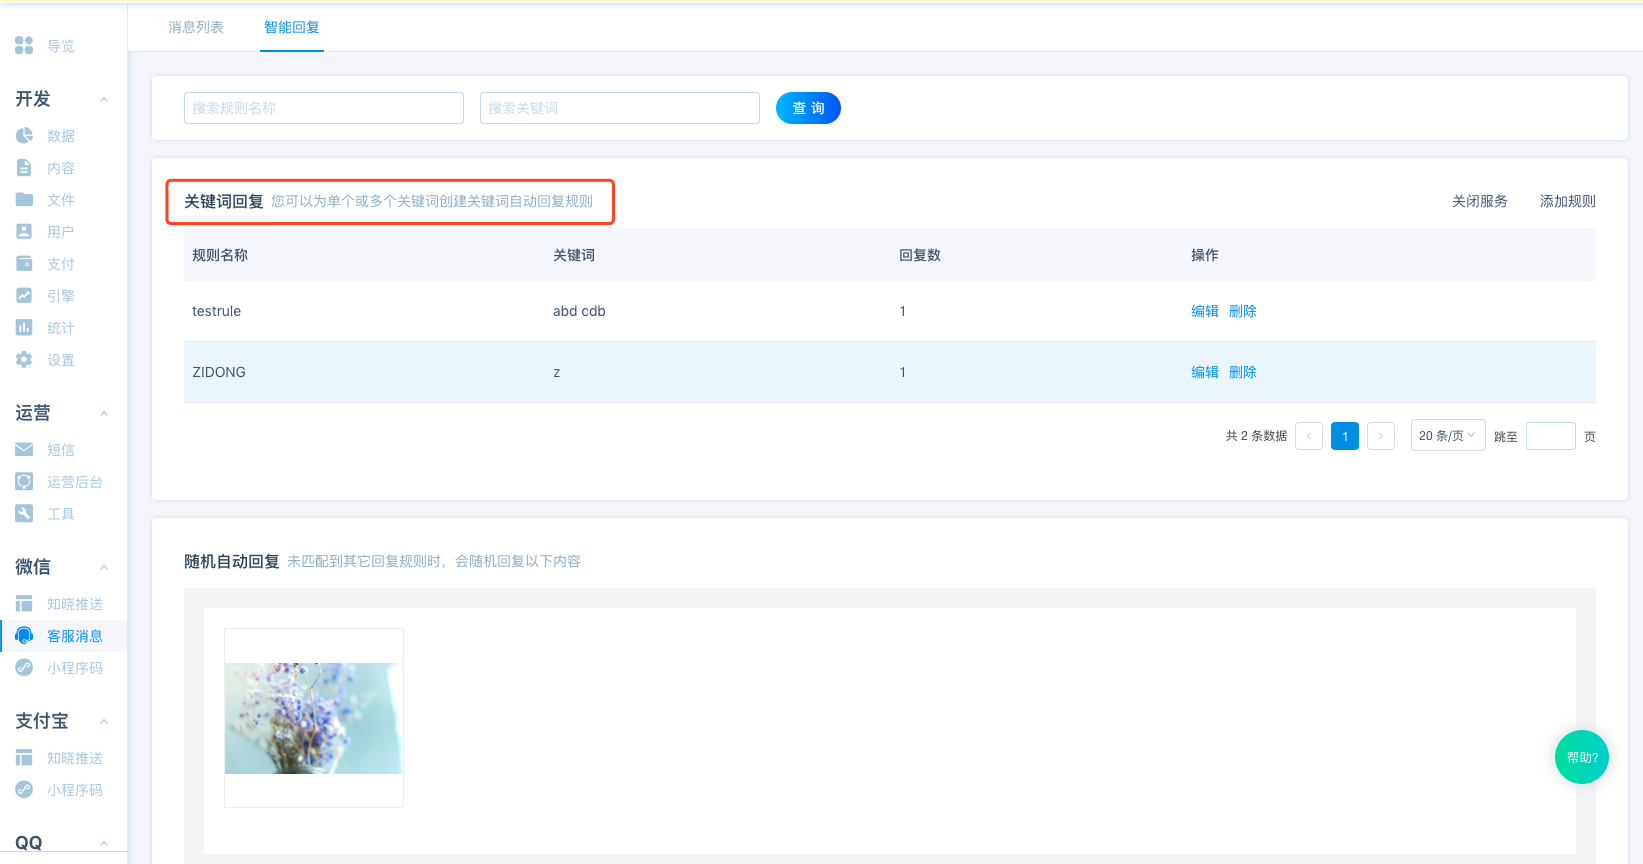 导览
开发
数据
内容
文件
用户
支付
引擎
统计
设置
运营
短信
运营后台
工具
微信
知晓推送
客服消息
小程序码
支付宝
知晓推送
小程序码
QQ
消息列表 智能回复
搜索规则名称 搜索关键词 查 询
关键词回复 您可以为单个或多个关键词创建关键词自动回复规则 关闭服务 添加规则
规则名称 关键词 回复数 操作
testrule abd cdb 1 编辑 删除
ZIDONG z 1 编辑 删除
共 2 条数据 1 20 条/页 跳至 页
随机自动回复 未匹配到其它回复规则时，会随机回复以下内容
帮助?